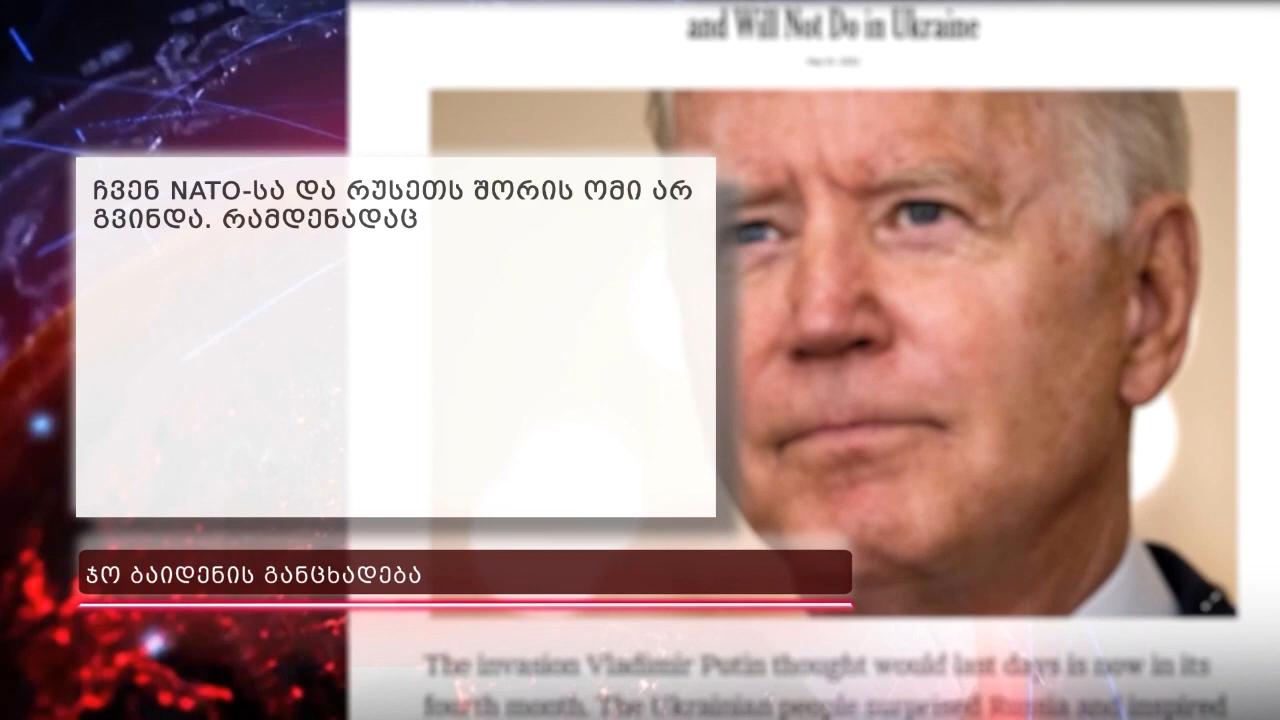 and Will Not Do in Ukraine
ჩვენ NATO-სა და რუსეთს შორის ომი არ
გვინდა. რამდენადაც
ჯო ბაიდენის განცხადება
The invasion Vladimir Putin thought would last days is now in its
fourth month. The Ukrainian people surprised Russia and inspired